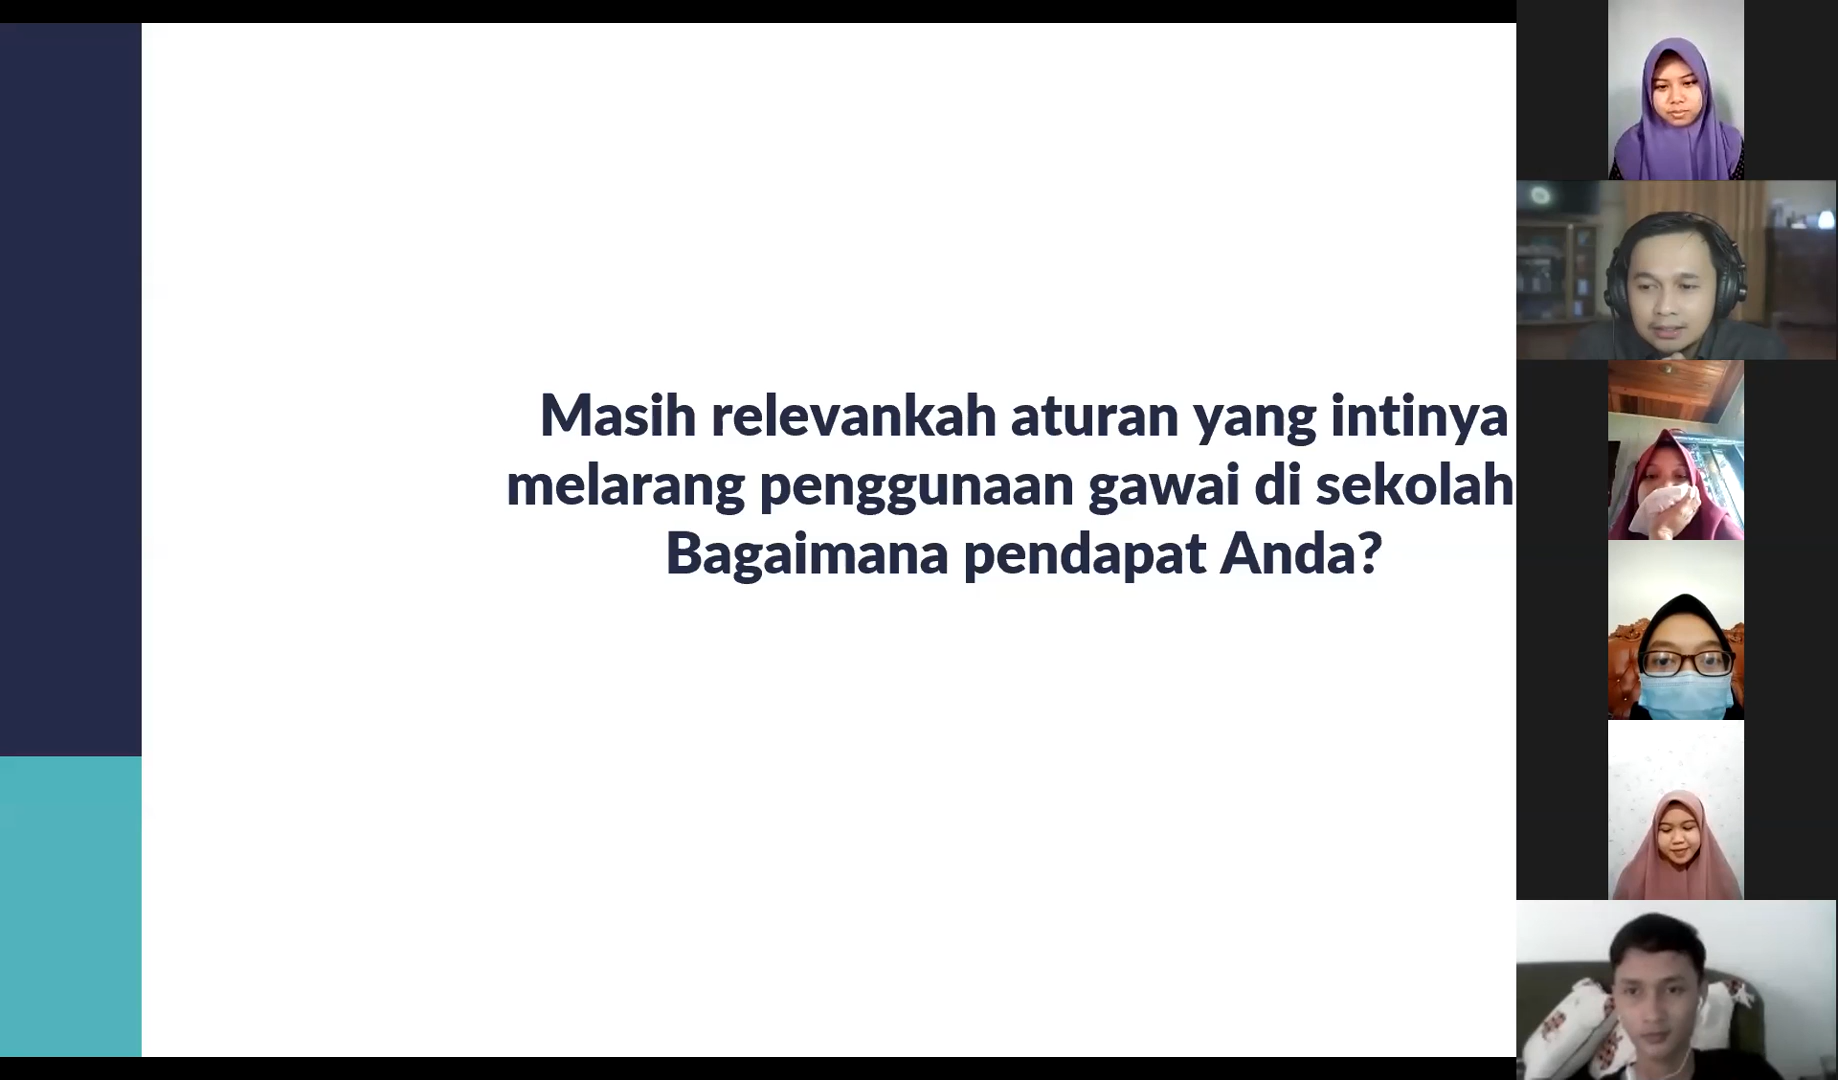 Masih relevankah aturan yang intinya
melarang penggunaan gawai di sekolah
Bagaimana pendapat Anda?